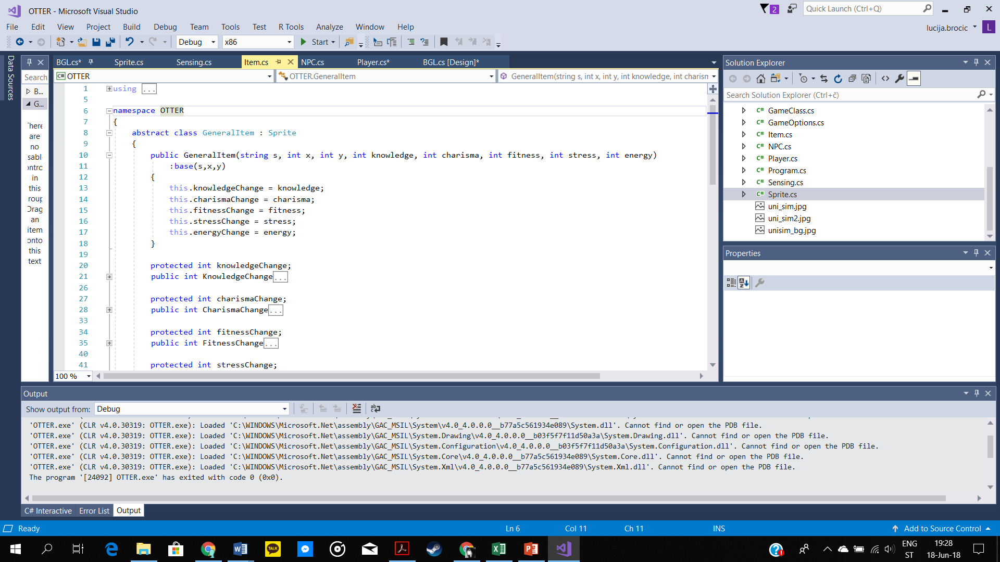 OTTER - Microsoft Visual Studio
2
Quick Launch (Ctrl+Q)
File Edit View Project Build Debug Team Tools Test R Tools Analyze Window Help
lucija.brocic L
Debug x86 Start
Data Sources
Search
B...
G...
There
are
no
usabl
ontro
in
this
roup
Drag
an
item
onto
this
text
BGL.cs* Sprite.cs Sensing.cs Item.cs NPC.cs Player.cs* BGL.cs [Design]*
C# OTTER OTTER.GeneralItem GeneralItem(string s, int x, int y, int knowledge, int charism
1 using ...
5
6 namespace OTTER
7 {
8 abstract class GeneralItem : Sprite
9 {
10 public GeneralItem(string s, int x, int y, int knowledge, int charisma, int fitness, int stress, int energy)
11 :base(s,x,y)
12 {
13 this.knowledgeChange = knowledge;
14 this.charismaChange = charisma;
15 this.fitnessChange = fitness;
16 this.stressChange = stress;
17 this.energyChange = energy;
18 }
19
20 protected int knowledgeChange;
21 public int KnowledgeChange...
26
27 protected int charismaChange;
28 public int CharismaChange...
33
34 protected int fitnessChange;
35 public int FitnessChange...
40
41 protected int stressChange;
100 %
Solution Explorer
Search Solution Explorer (Ctrl+č)
C# GameClass.cs
C# GameOptions.cs
C# Item.cs
C# NPC.cs
C# Player.cs
C# Program.cs
C# Sensing.cs
C# Sprite.cs
uni_sim.jpg
uni_sim2.jpg
unisim_bg.jpg
Properties
Output
Show output from: Debug
'OTTER.exe' (CLR v4.0.30319: OTTER.exe): Loaded 'C:\WINDOWS\Microsoft.Net\assembly\GAC_MSIL\System\v4.0_4.0.0.0__b77a5c561934e089\System.dll'. Cannot find or open the PDB file.
'OTTER.exe' (CLR v4.0.30319: OTTER.exe): Loaded 'C:\WINDOWS\Microsoft.Net\assembly\GAC_MSIL\System.Drawing\v4.0_4.0.0.0__b03f5f7f11d50a3a\System.Drawing.dll'. Cannot find or open the PDB file.
'OTTER.exe' (CLR v4.0.30319: OTTER.exe): Loaded 'C:\WINDOWS\Microsoft.Net\assembly\GAC_MSIL\System.Configuration\v4.0_4.0.0.0__b03f5f7f11d50a3a\System.Configuration.dll'. Cannot find or open the PDB file.
'OTTER.exe' (CLR v4.0.30319: OTTER.exe): Loaded 'C:\WINDOWS\Microsoft.Net\assembly\GAC_MSIL\System.Core\v4.0_4.0.0.0__b77a5c561934e089\System.Core.dll'. Cannot find or open the PDB file.
'OTTER.exe' (CLR v4.0.30319: OTTER.exe): Loaded 'C:\WINDOWS\Microsoft.Net\assembly\GAC_MSIL\System.Xml\v4.0_4.0.0.0__b77a5c561934e089\System.Xml.dll'. Cannot find or open the PDB file.
The program '[24092] OTTER.exe' has exited with code 0 (0x0).
C# Interactive Error List Output
Ready Ln 6 Col 11 Ch 11 INS Add to Source Control
TALK
ENG
ST
19:28
18-Jun-18